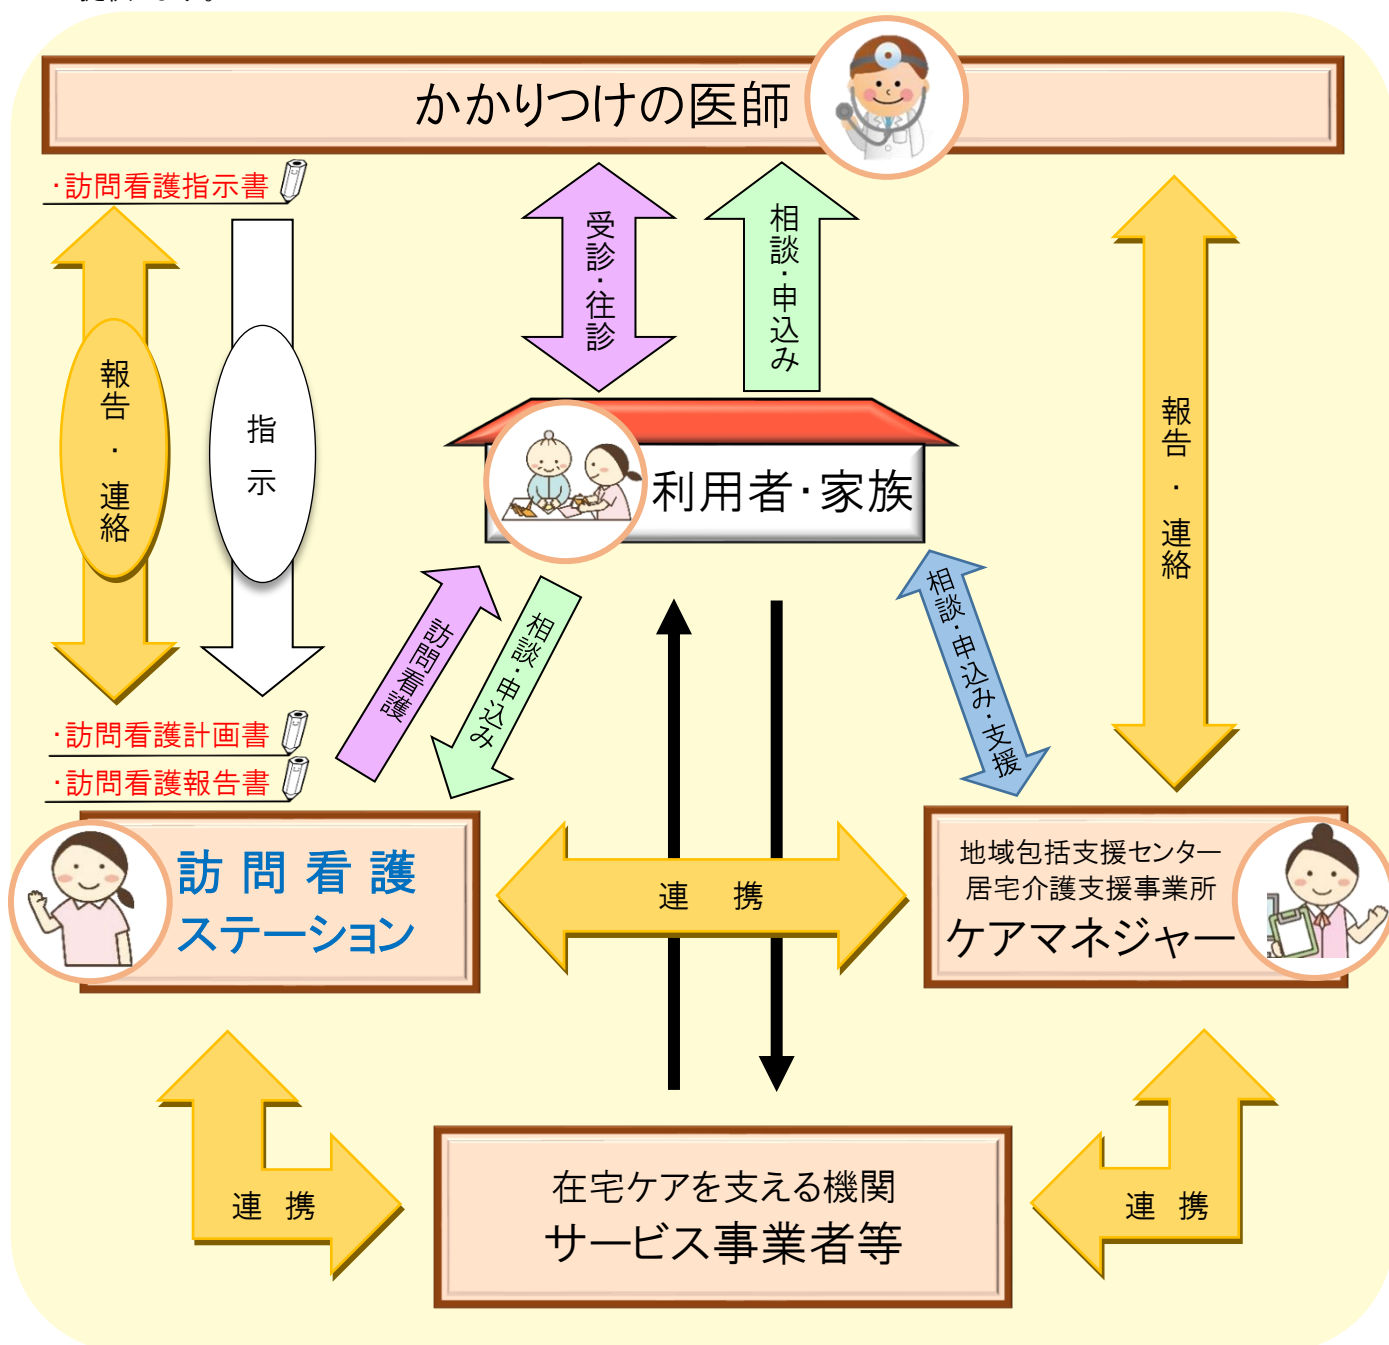 かかりつけの医師
・訪問看護指示書
受診・往診
相談・申込み
報告・連絡
指示
報告・連絡
利用者・家族
訪問看護
相談・申込み
相談・申込み・支援
・訪問看護計画書
・訪問看護報告書
訪問看護
ステーション
連携
地域包括支援センター
居宅介護支援事業所
ケアマネジャー
連携
在宅ケアを支える機関
サービス事業者等
連携